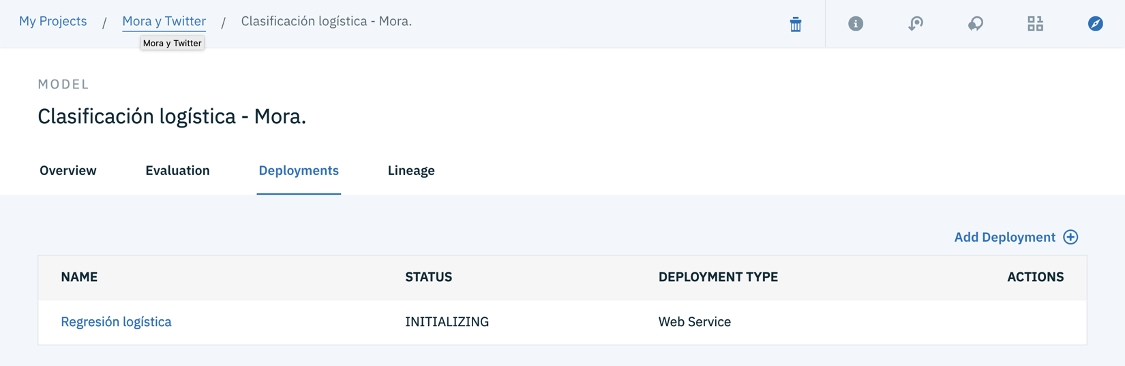 My Projects / Mora y Twitter / Clasificación logística - Mora.
Mora y Twitter
MODEL
Clasificación logística - Mora.
Overview Evaluation Deployments Lineage
Add Deployment
NAME STATUS DEPLOYMENT TYPE ACTIONS
Regresión logística INITIALIZING Web Service